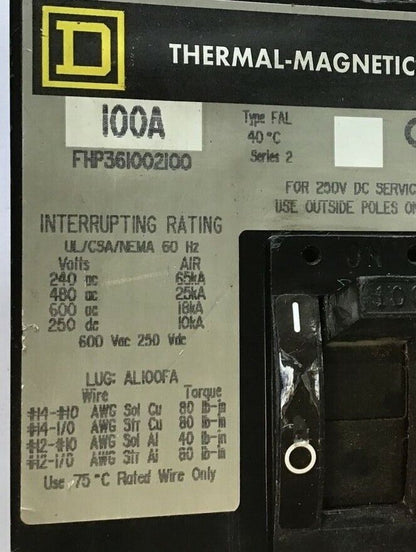 D
THERMAL-MAGNETIC
100A
FHP361002100
Type FAL
40 °C
Series 2
FOR 250V DC SERVIC
USE OUTSIDE POLES ON
INTERRUPTING RATING
UL/CSA/NEMA 60 Hz
Volts AIR
240 ac 65kA
480 ac 25kA
600 ac 18kA
250 dc 10kA
600 Vac 250 Vdc
LUG: AL100FA
Wire Torque
#14-#10 AWG Sol Cu 80 lb-in
#14-1/0 AWG Str Cu 80 lb-in
#12-#10 AWG Sol Al 40 lb-in
#12-1/0 AWG Str Al 80 lb-in
Use 75 °C Rated Wire Only
ON
10
I
O